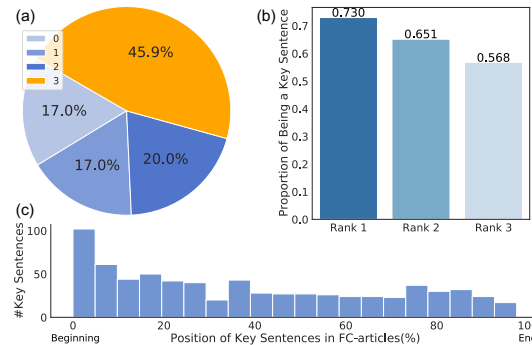 (a)
0
1
2
3
45.9%
17.0%
17.0%
20.0%
(b)
Proportion of Being a Key Sentence
0.7
0.6
0.5
0.4
0.3
0.2
0.1
0.0
0.730
0.651
0.568
Rank 1
Rank 2
Rank 3
(c)
#Key Sentences
100
50
0
0
20
40
60
80
Beginning
Position of Key Sentences in FC-articles(%)